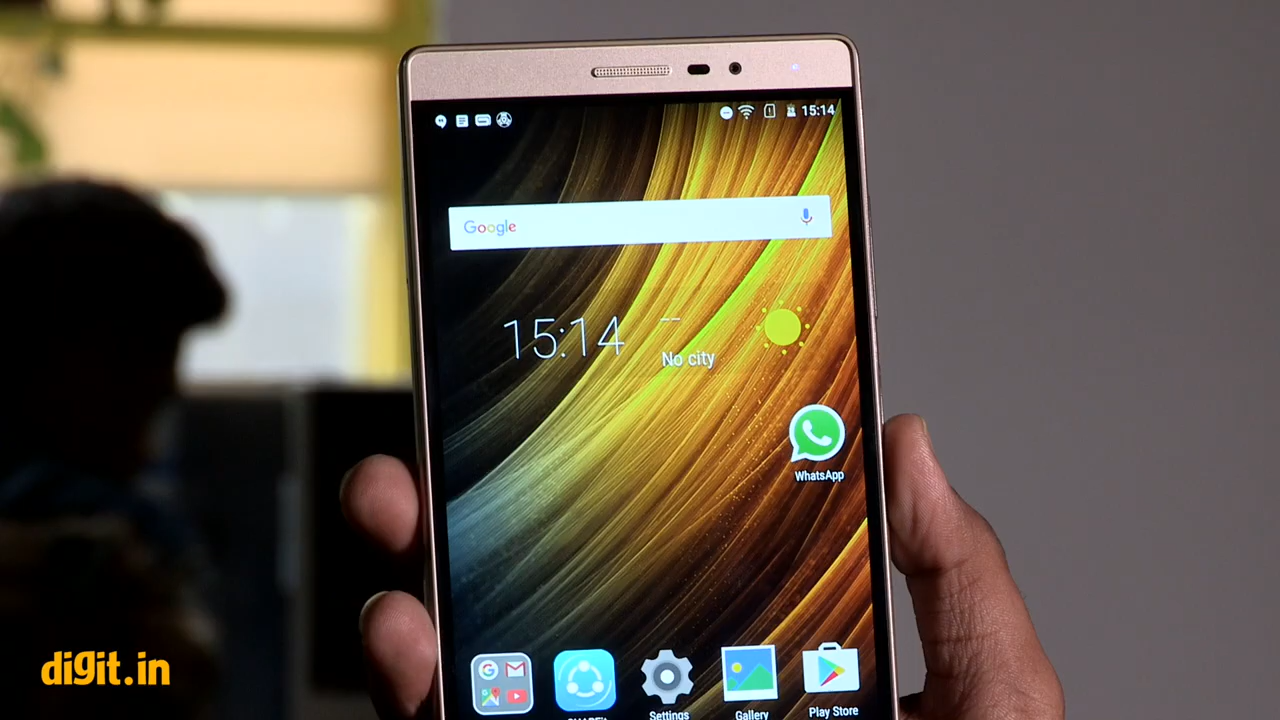 15:14
Google
15:14
--
No city
WhatsApp
Settings
Gallery
Play Store
digit.in